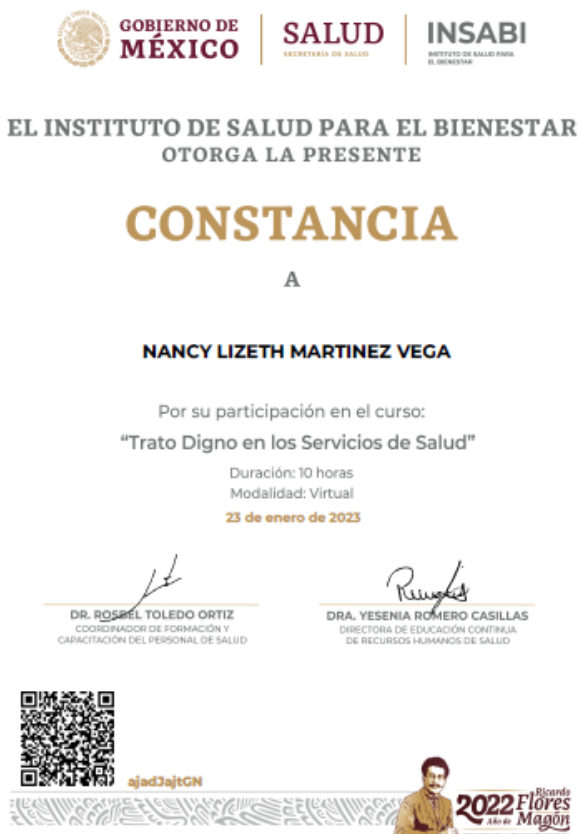 GOBIERNO DE
MÉXICO
SALUD
SECRETARÍA DE SALUD
INSABI
INSTITUTO DE SALUD PARA
EL BIENESTAR
EL INSTITUTO DE SALUD PARA EL BIENESTAR
OTORGA LA PRESENTE
CONSTANCIA
A
NANCY LIZETH MARTINEZ VEGA
Por su participación en el curso:
“Trato Digno en los Servicios de Salud”
Duración: 10 horas
Modalidad: Virtual
23 de enero de 2023
DR. ROSBEL TOLEDO ORTIZ
COORDINADOR DE FORMACIÓN Y
CAPACITACIÓN DEL PERSONAL DE SALUD
DRA. YESENIA ROMERO CASILLAS
DIRECTORA DE EDUCACIÓN CONTINUA
DE RECURSOS HUMANOS DE SALUD
ajadJajtGN
2022 Ricardo
Flores
Año de Magón